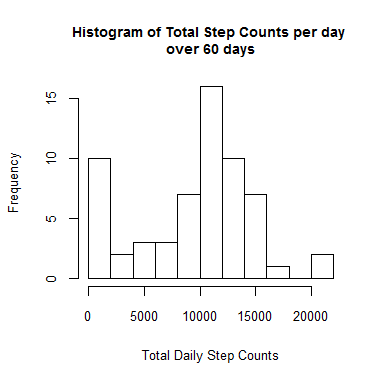 Histogram of Total Step Counts per day
over 60 days
Frequency
15
10
5
0
0 5000 10000 15000 20000
Total Daily Step Counts